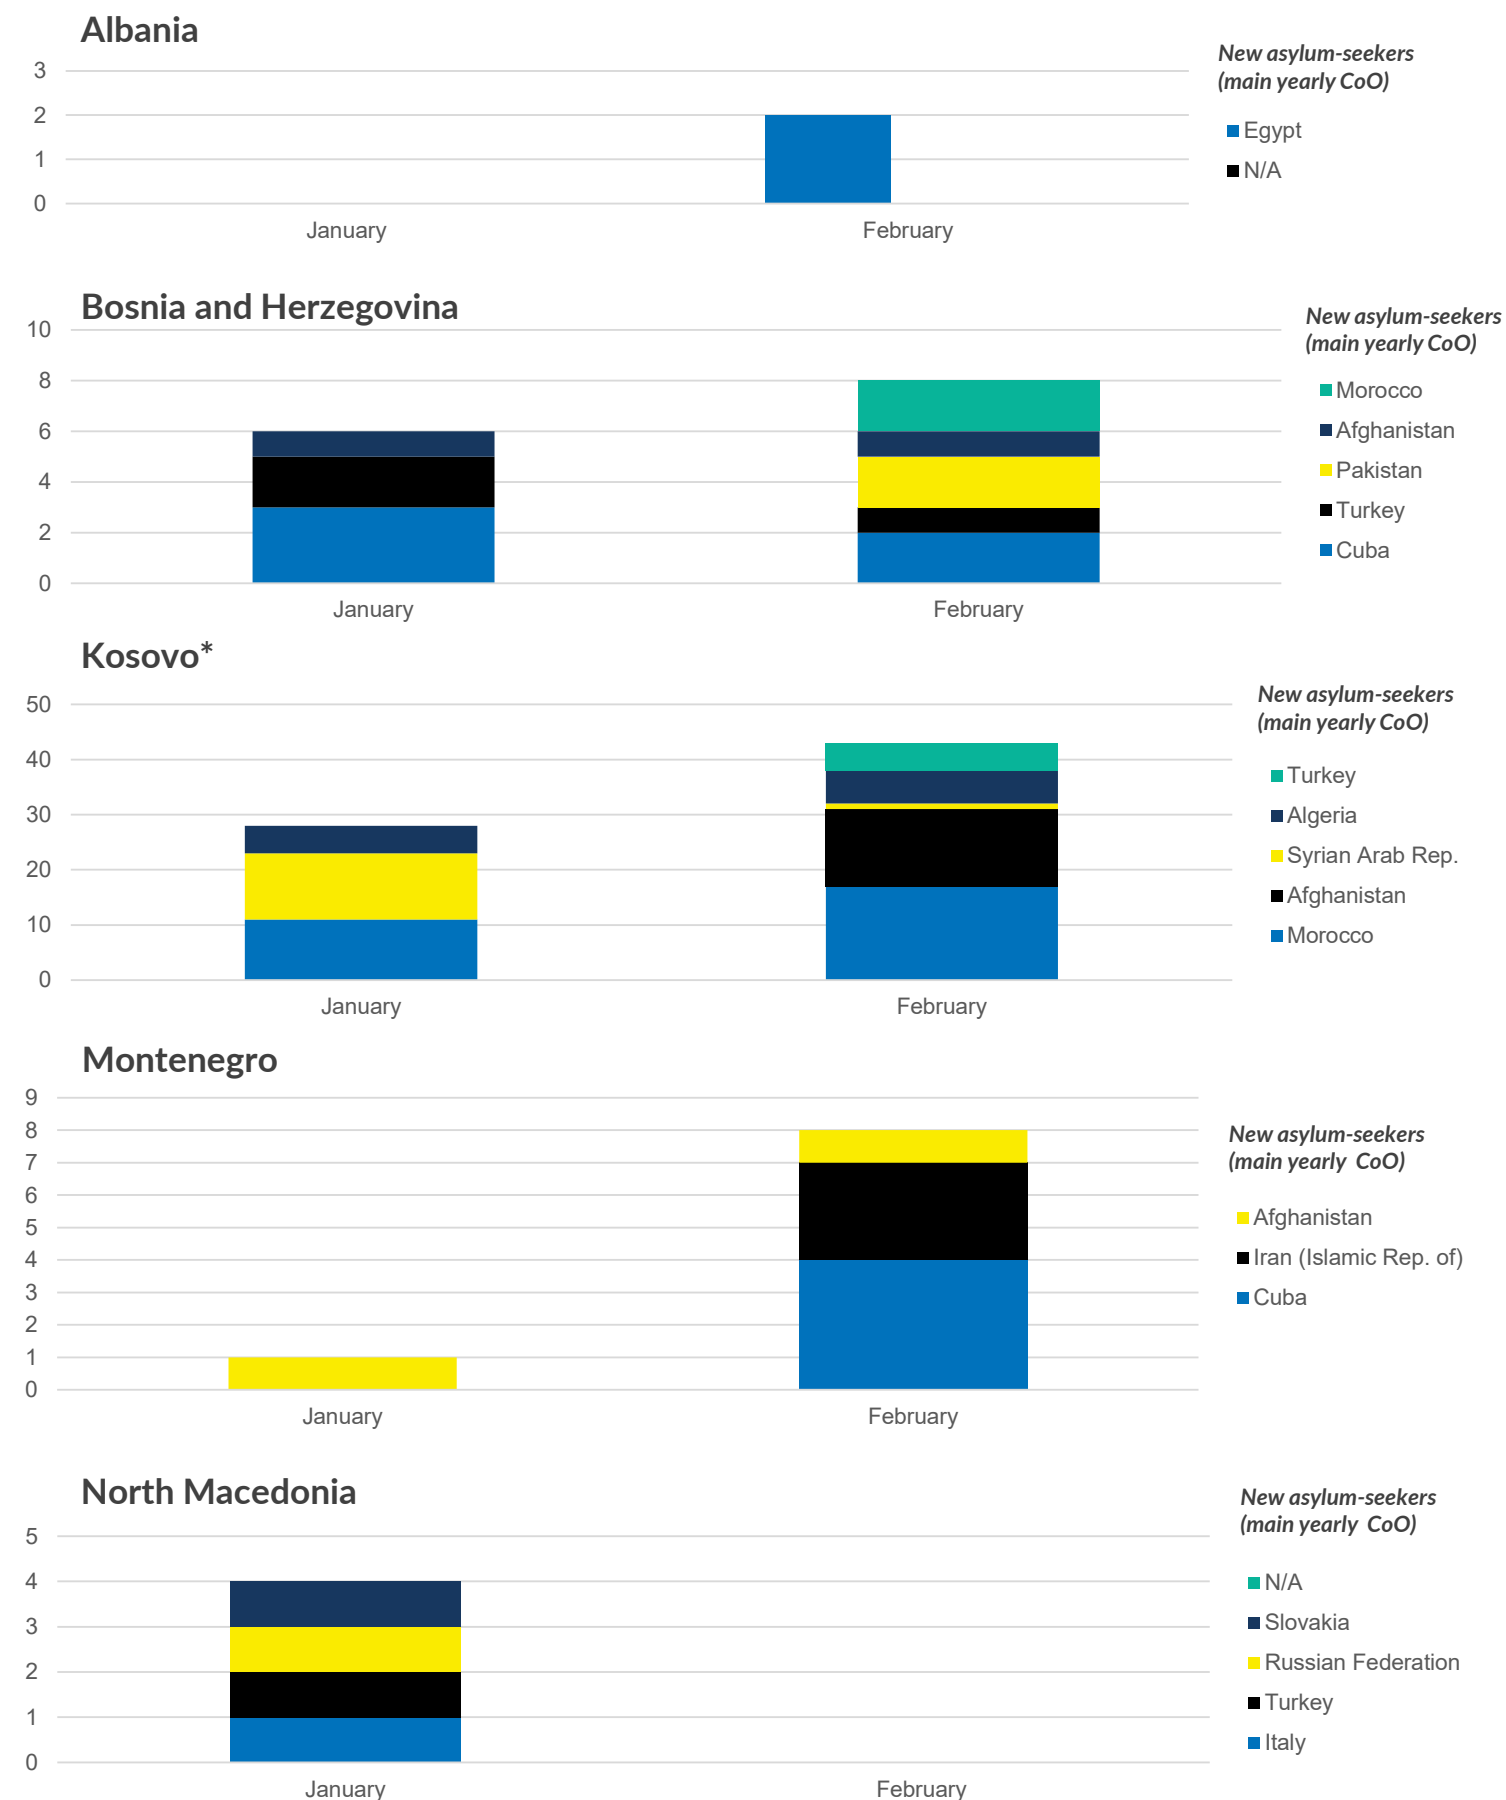 Albania
New asylum-seekers
(main yearly CoO)
3
2
1
0
January
February
Egypt
N/A
Bosnia and Herzegovina
New asylum-seekers
(main yearly CoO)
10
8
6
4
2
0
January
February
Morocco
Afghanistan
Pakistan
Turkey
Cuba
Kosovo*
New asylum-seekers
(main yearly CoO)
50
40
30
20
10
0
January
February
Turkey
Algeria
Syrian Arab Rep.
Afghanistan
Morocco
Montenegro
New asylum-seekers
(main yearly CoO)
9
8
7
6
5
4
3
2
1
0
January
February
Afghanistan
Iran (Islamic Rep. of)
Cuba
North Macedonia
New asylum-seekers
(main yearly CoO)
5
4
3
2
1
0
January
February
N/A
Slovakia
Russian Federation
Turkey
Italy